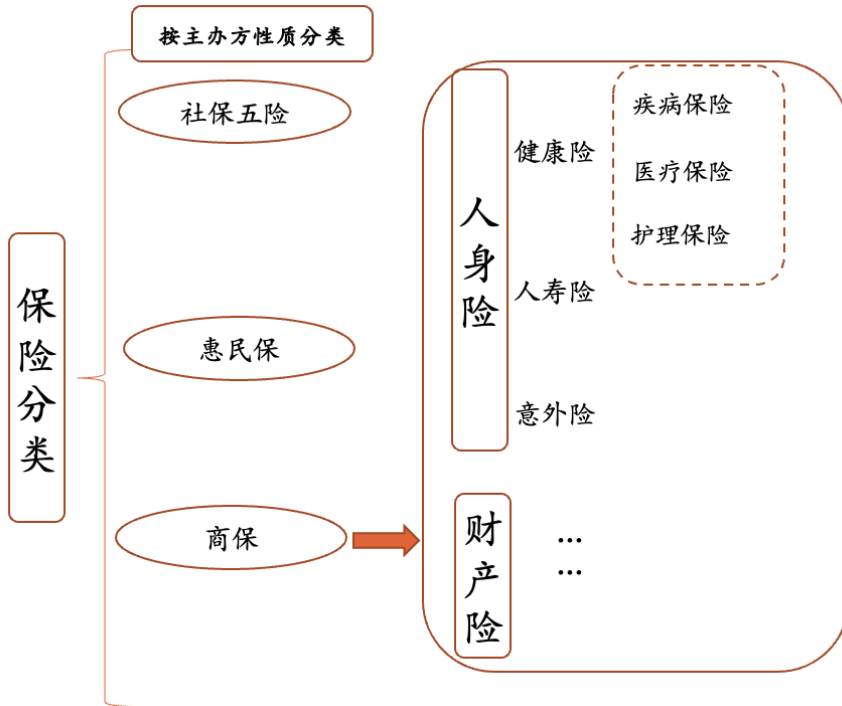 按主办方性质分类
社保五险
惠民保
商保
保险分类
人身险
健康险
疾病保险
医疗保险
护理保险
人寿险
意外险
财产险
...
...